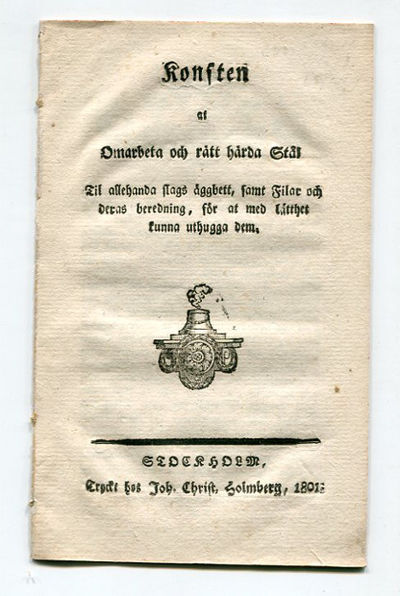 Konsten
at
Omarbeta och rätt härda Stål
Til allehanda slags äggbett, samt Filar och
deras beredning, för at med lätthet
kunna uthugga dem.
STOCKHOLM,
Tryckt hos Joh. Christ. Holmberg, 1801.